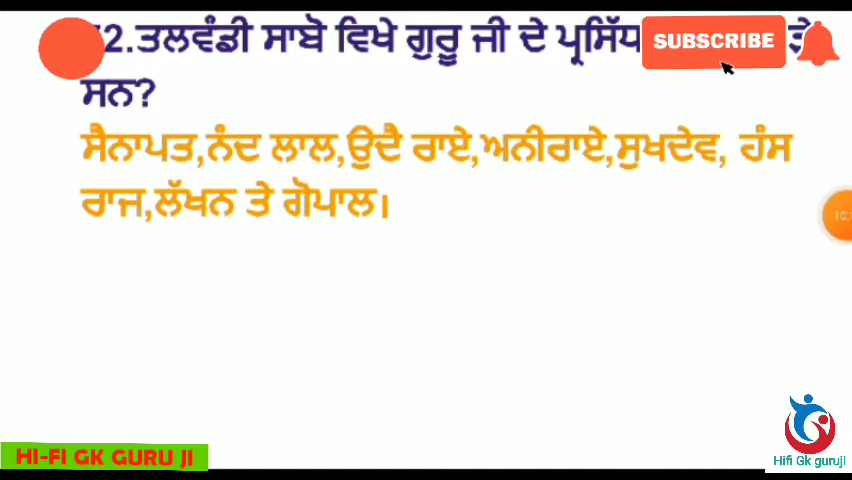 2.ਤਲਵੰਡੀ ਸਾਬੋ ਵਿਖੇ ਗੁਰੂ ਜੀ ਦੇ ਪ੍ਰਸਿੱਧ
SUBSCRIBE
ਸਨ?
ਸੈਨਾਪਤ,ਨੰਦ ਲਾਲ,ਉਦੈ ਰਾਏ,ਅਨੀਰਾਏ,ਸੁਖਦੇਵ, ਹੰਸ
ਰਾਜ,ਲੱਖਨ ਤੇ ਗੋਪਾਲ।
HI-FI GK GURU JI
Hifi Gk guruji